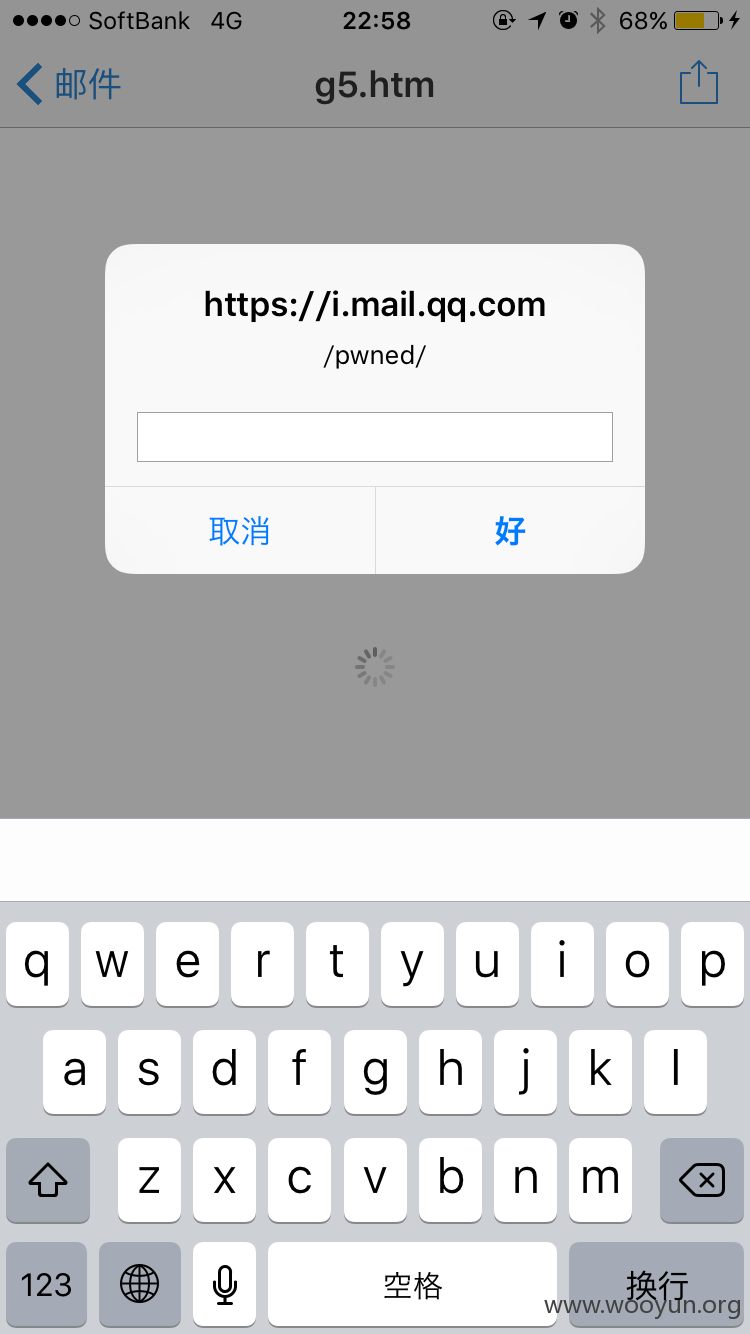 SoftBank 4G 22:58 68%
邮件 g5.htm
https://i.mail.qq.com
/pwned/
取消 好
q w e r t y u i o p
a s d f g h j k l
z x c v b n m
123 空格 换行
www.wooyun.org